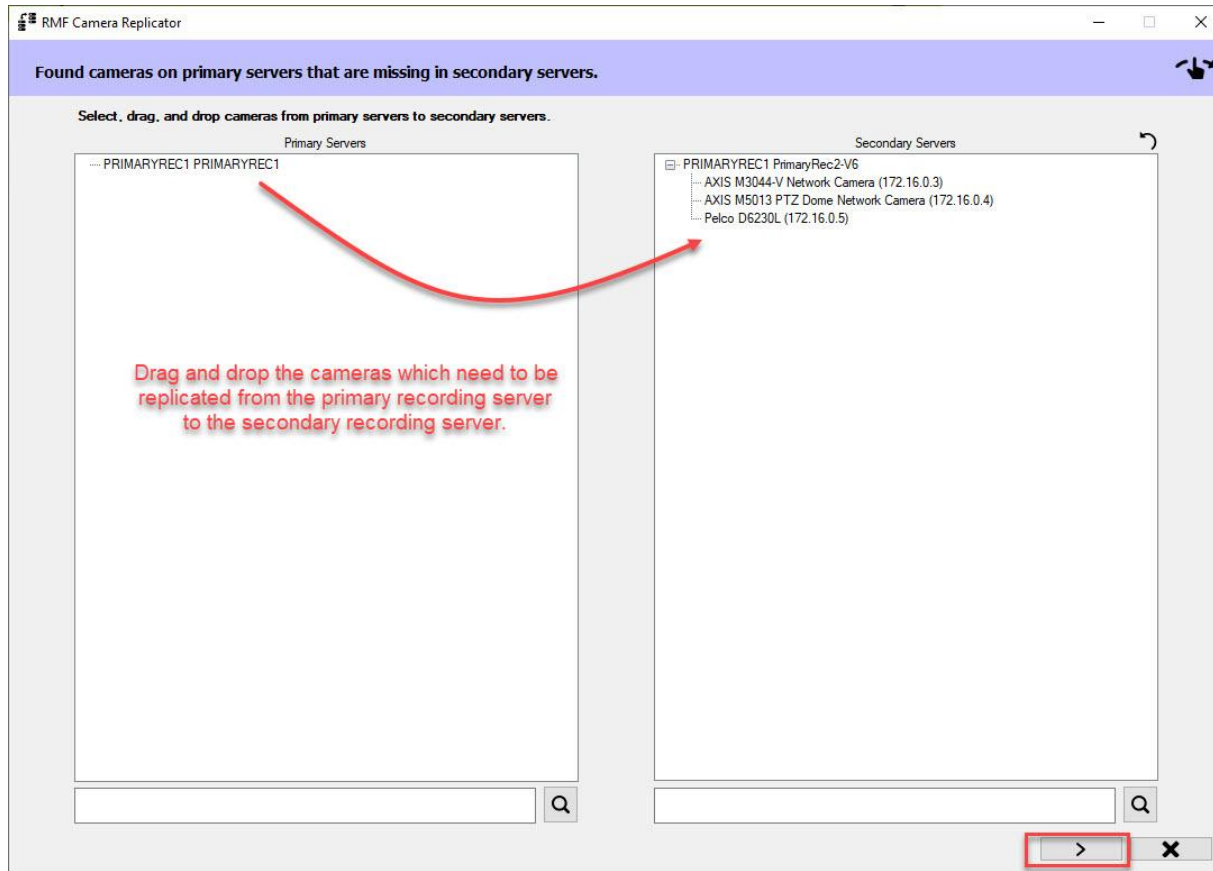 RMF Camera Replicator
Found cameras on primary servers that are missing in secondary servers.
Select, drag, and drop cameras from primary servers to secondary servers.
Primary Servers
Secondary Servers
PRIMARYREC1 PRIMARYREC1
PRIMARYREC1 PrimaryRec2-V6
AXIS M3044-V Network Camera (172.16.0.3)
AXIS M5013 PTZ Dome Network Camera (172.16.0.4)
Pelco D6230L (172.16.0.5)
Drag and drop the cameras which need to be
replicated from the primary recording server
to the secondary recording server.